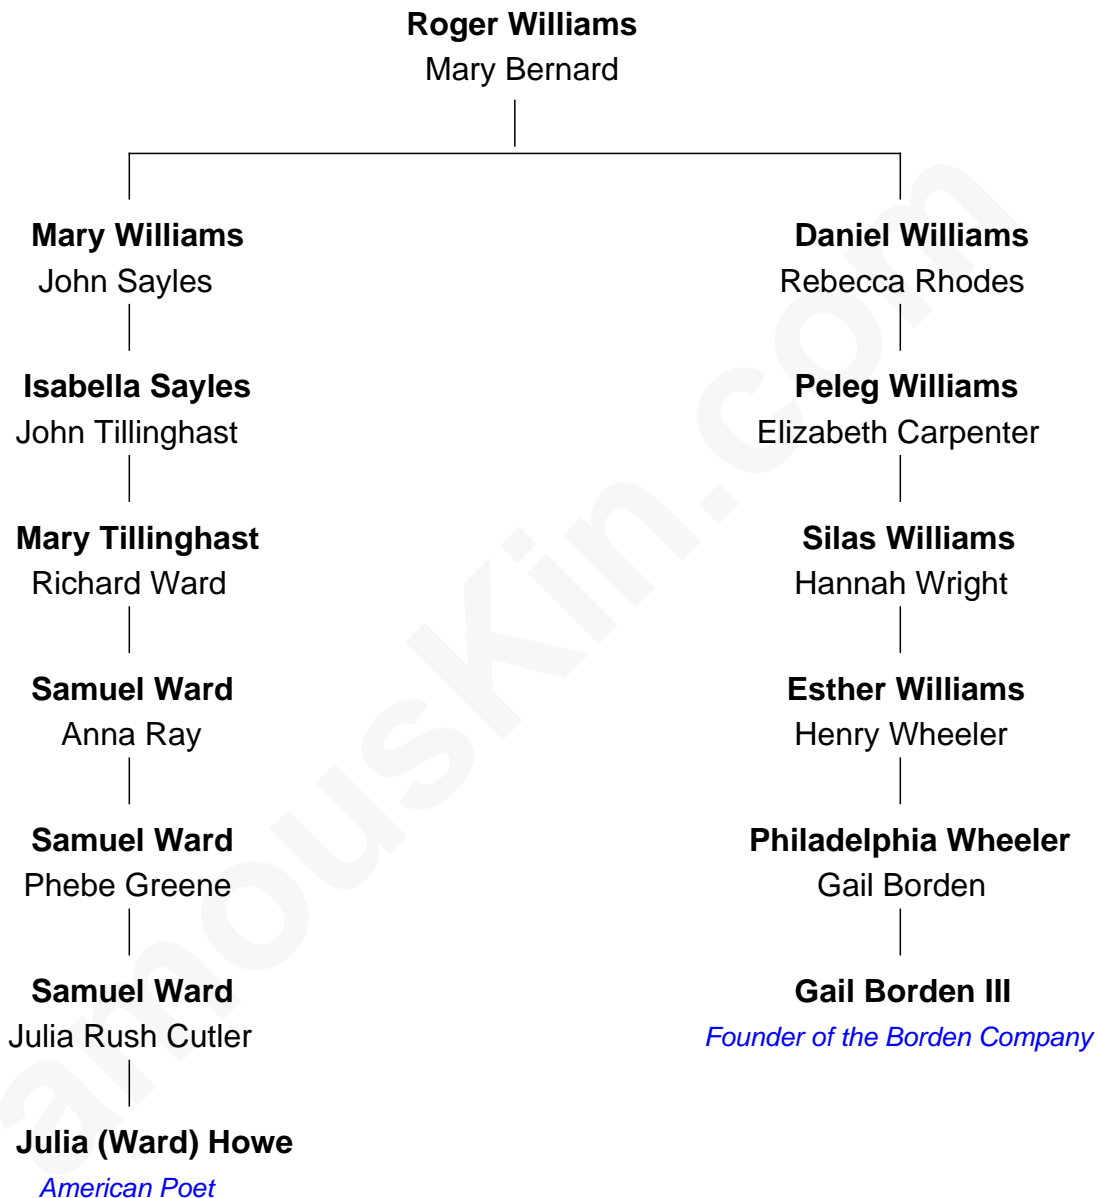 Roger Williams
Mary Bernard
Mary Williams
John Sayles
Daniel Williams
Rebecca Rhodes
Isabella Sayles
John Tillinghast
Peleg Williams
Elizabeth Carpenter
Mary Tillinghast
Richard Ward
Silas Williams
Hannah Wright
Samuel Ward
Anna Ray
Esther Williams
Henry Wheeler
Samuel Ward
Phebe Greene
Philadelphia Wheeler
Gail Borden
Samuel Ward
Julia Rush Cutler
Gail Borden III
Founder of the Borden Company
Julia (Ward) Howe
American Poet
amousKin.com